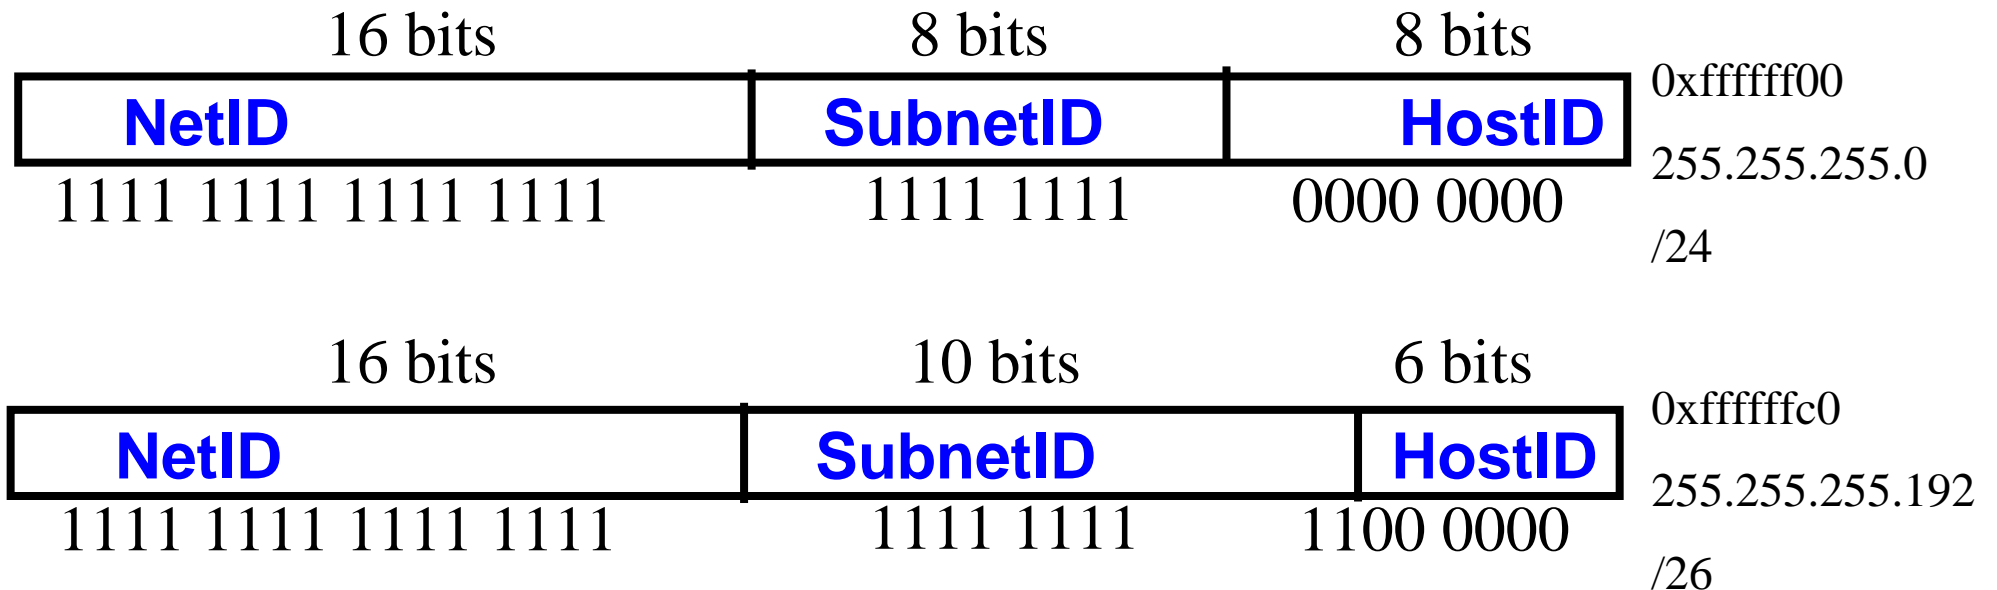 16 bits 8 bits 8 bits
NetID SubnetID HostID
1111 1111 1111 1111 1111 1111 0000 0000
0xffffff00
255.255.255.0
/24
16 bits 10 bits 6 bits
NetID SubnetID HostID
1111 1111 1111 1111 1111 1111 1100 0000
0xffffffc0
255.255.255.192
/26